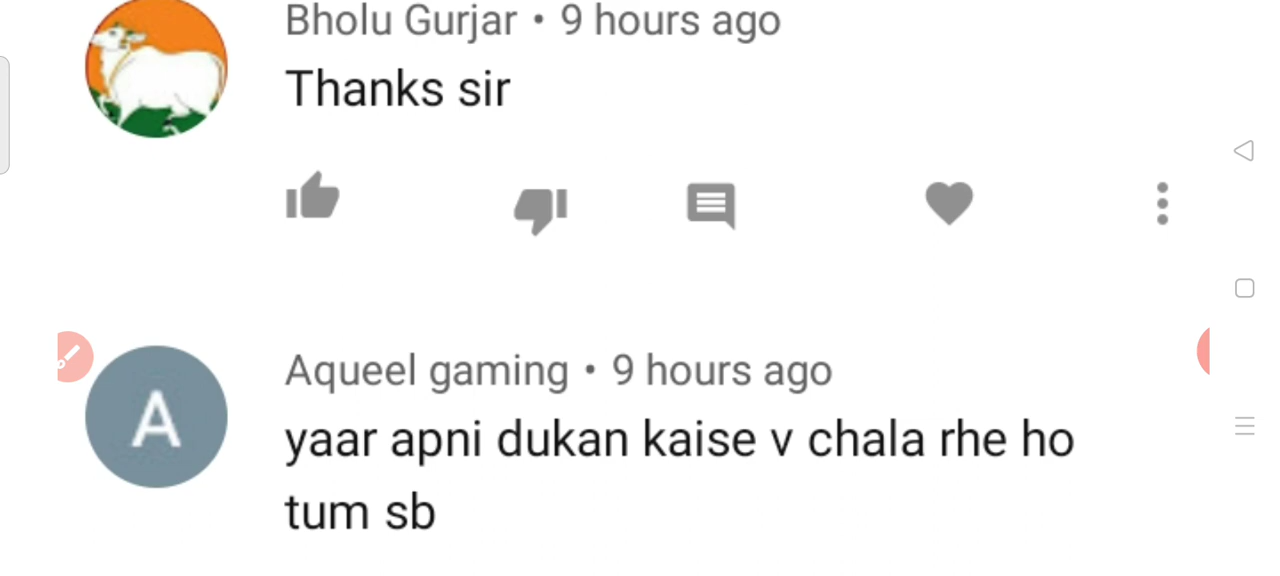 Bholu Gurjar • 9 hours ago
Thanks sir
A
Aqueel gaming • 9 hours ago
yaar apni dukan kaise v chala rhe ho
tum sb